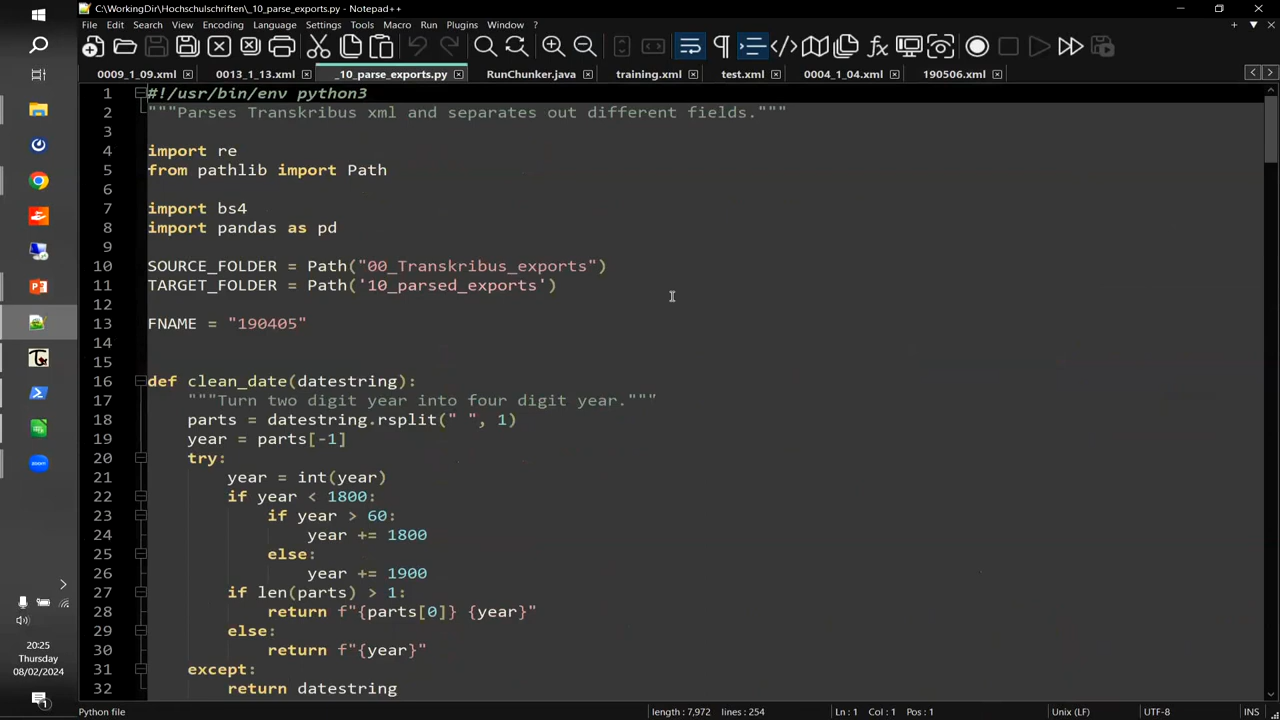 C:\WorkingDir\Hochschulschriften\_10_parse_exports.py - Notepad++
File Edit Search View Encoding Language Settings Tools Macro Run Plugins Window ?
0009_1_09.xml 0013_1_13.xml _10_parse_exports.py RunChunker.java training.xml test.xml 0004_1_04.xml 190506.xml
1 #!/usr/bin/env python3
2 """Parses Transkribus xml and separates out different fields."""
3
4 import re
5 from pathlib import Path
6
7 import bs4
8 import pandas as pd
9
10 SOURCE_FOLDER = Path("00_Transkribus_exports")
11 TARGET_FOLDER = Path('10_parsed_exports')
12
13 FNAME = "190405"
14
15
16 def clean_date(datestring):
17 """Turn two digit year into four digit year."""
18 parts = datestring.rsplit(" ", 1)
19 year = parts[-1]
20 try:
21 year = int(year)
22 if year < 1800:
23 if year > 60:
24 year += 1800
25 else:
26 year += 1900
27 if len(parts) > 1:
28 return f"{parts[0]} {year}"
29 else:
30 return f"{year}"
31 except:
32 return datestring
20:25
Thursday
08/02/2024
Python file length : 7,972 lines : 254 Ln : 1 Col : 1 Pos : 1 Unix (LF) UTF-8 INS